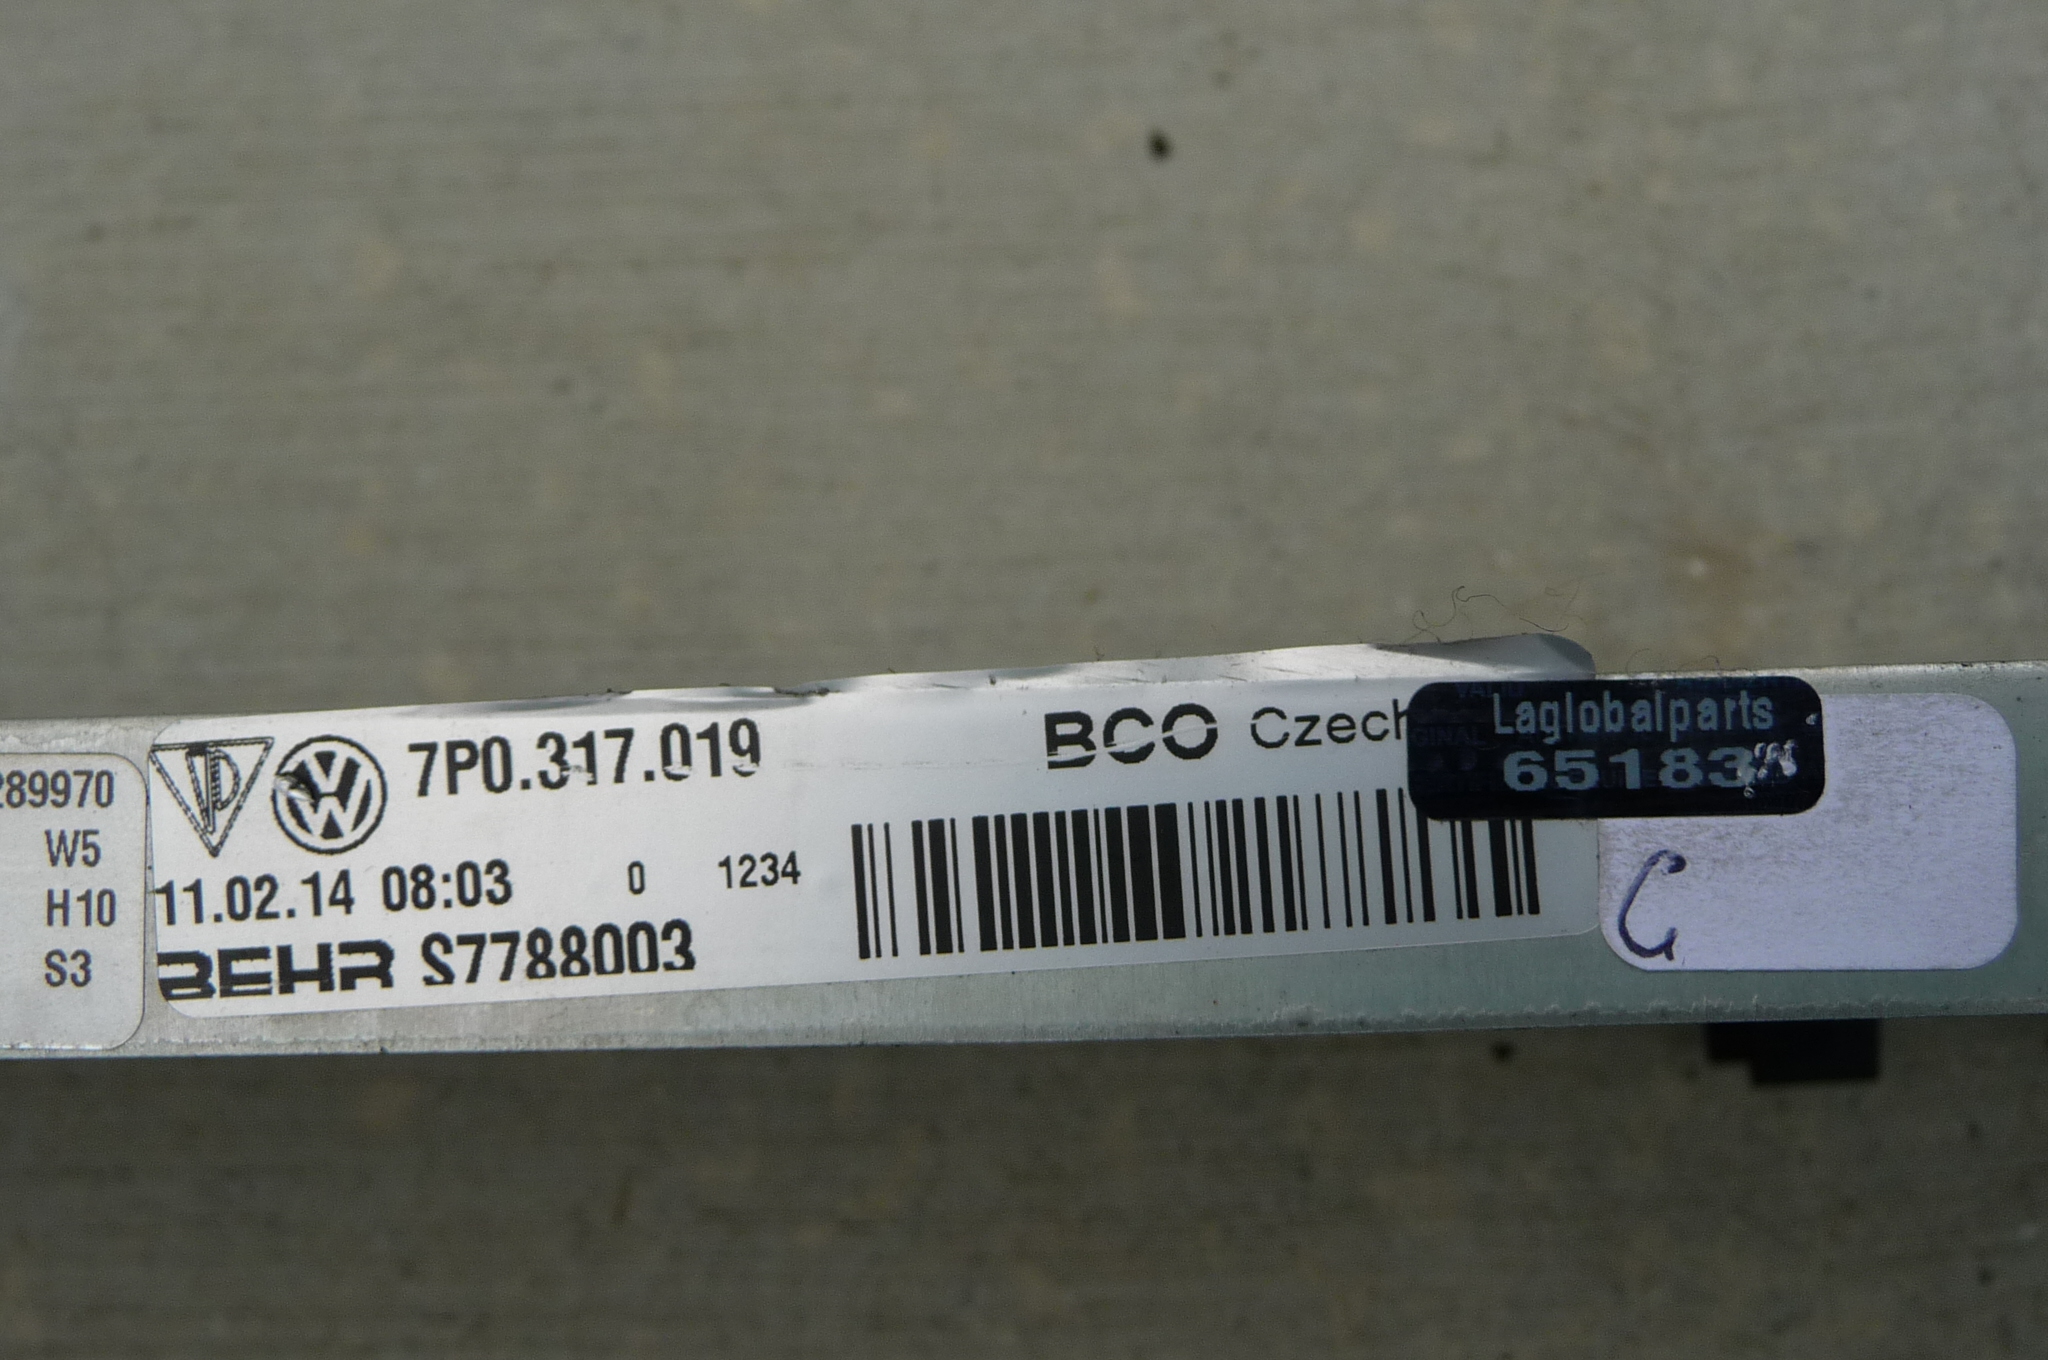 289970
W5
H10
S3
7P0.317.019
11.02.14 08:03 0 1234
BEHR S7788003
BCO Czech
Laglobalparts
65183
C